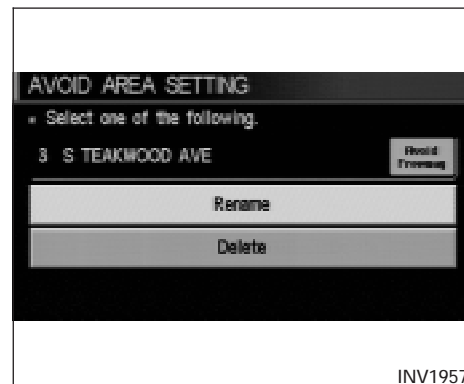 AVOID AREA SETTING
Select one of the following.
3 S TEAKWOOD AVE
Avoid
Freeway
Rename
Delete
INV1957